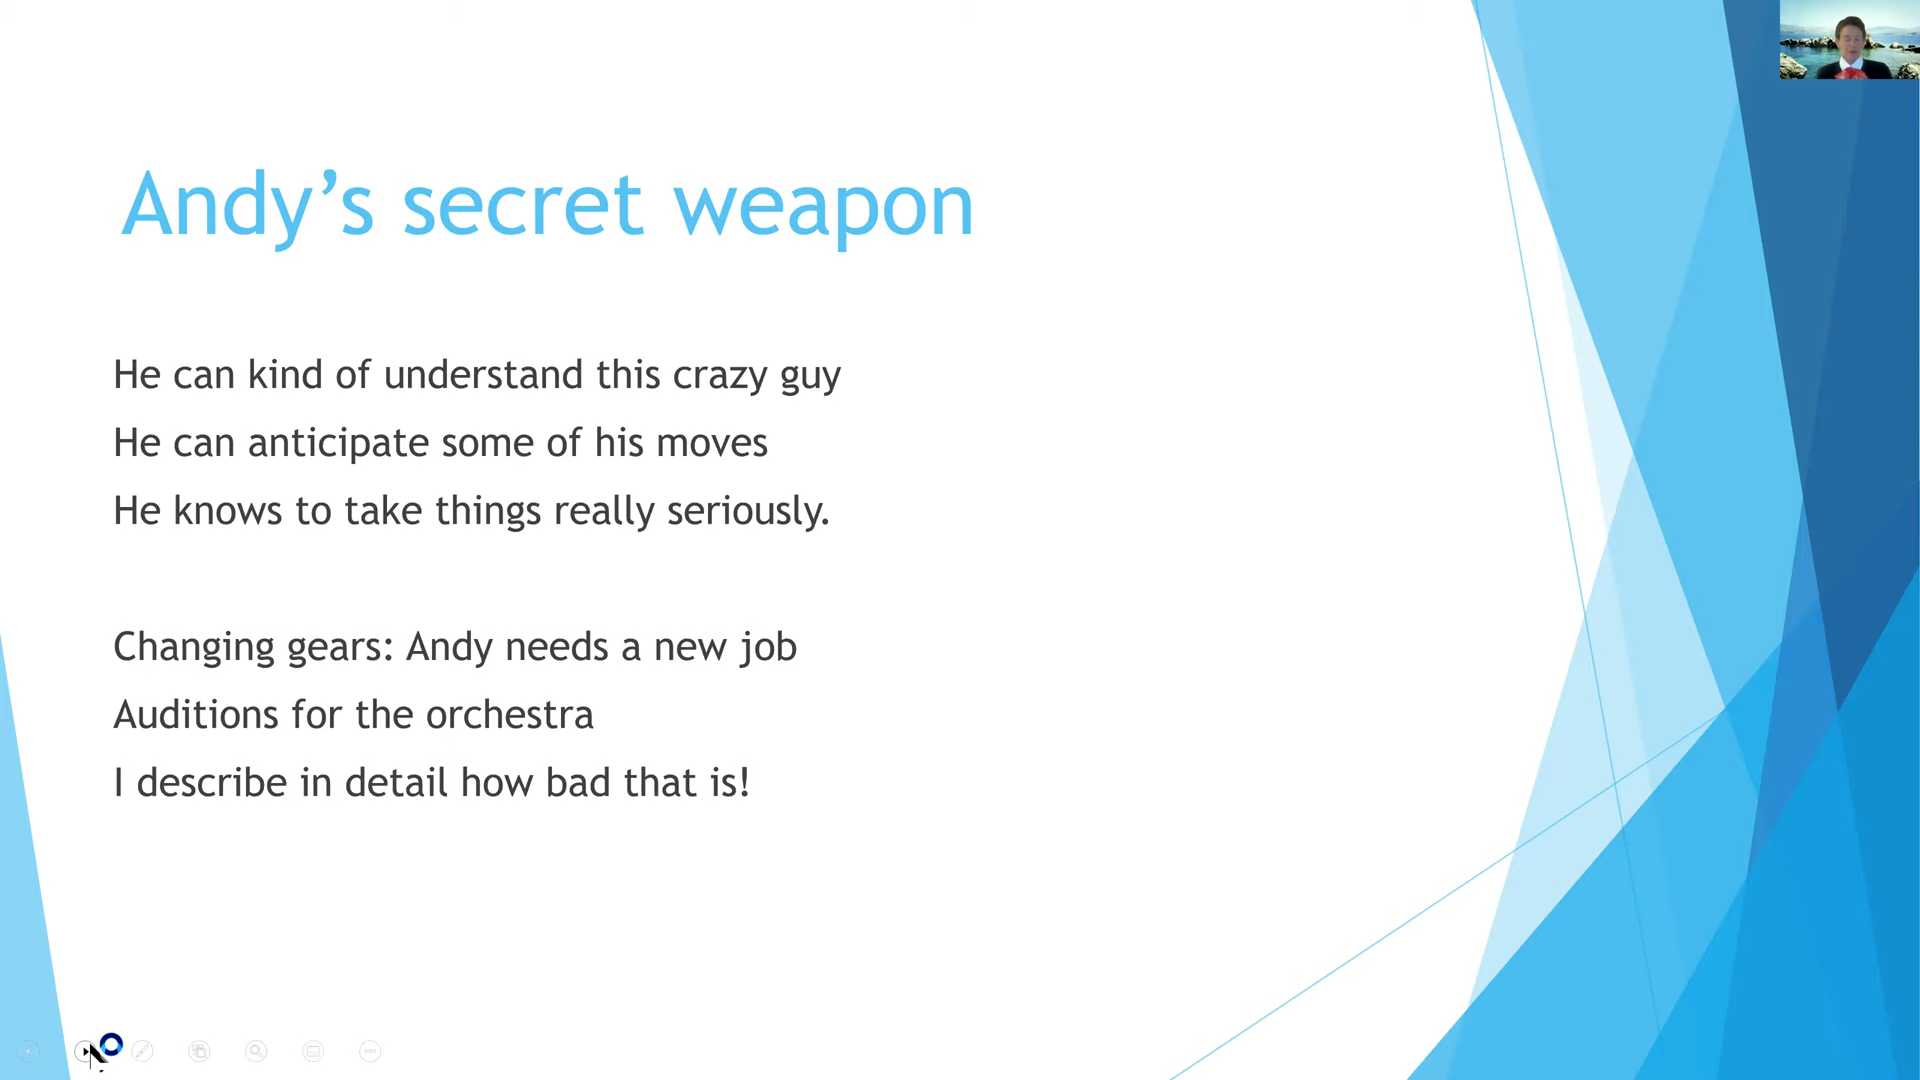 Andy’s secret weapon
He can kind of understand this crazy guy
He can anticipate some of his moves
He knows to take things really seriously.
Changing gears: Andy needs a new job
Auditions for the orchestra
I describe in detail how bad that is!